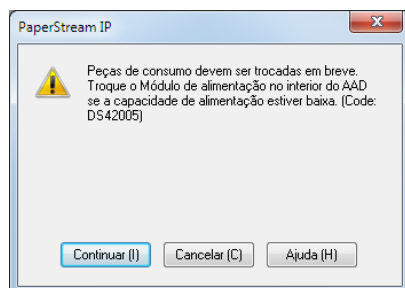 PaperStream IP
Peças de consumo devem ser trocadas em breve.
Troque o Módulo de alimentação no interior do AAD
se a capacidade de alimentação estiver baixa. (Code:
DS42005)
Continuar (I)
Cancelar (C)
Ajuda (H)